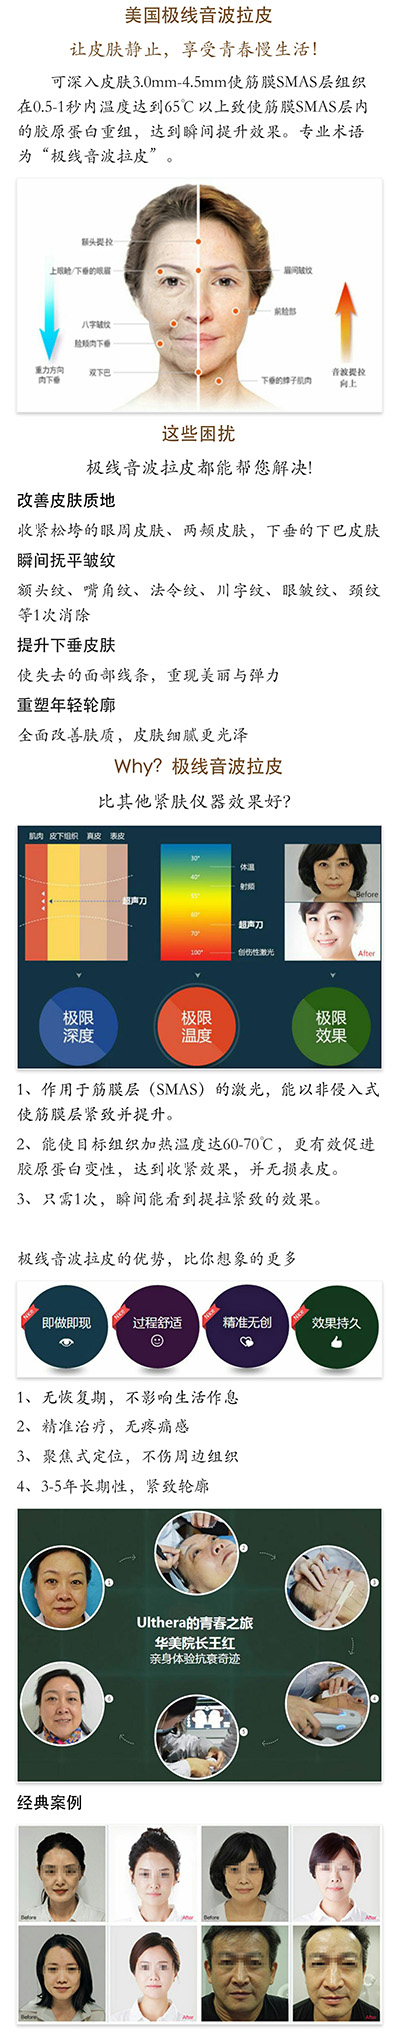 美国极线音波拉皮
让皮肤静止，享受青春慢生活！
可深入皮肤3.0mm-4.5mm使筋膜SMAS层组织
在0.5-1秒内温度达到65℃以上致使筋膜SMAS层内
的胶原蛋白重组，达到瞬间提升效果。专业术语
为“极线音波拉皮”。
额头提拉
上眼睑/下垂的眼眉
眉间皱纹
前脸部
八字皱纹
脸颊肉下垂
双下巴
下垂的脖子肌肉
重力方向
肉下垂
音波提拉
向上
这些困扰
极线音波拉皮都能帮您解决!
改善皮肤质地
收紧松垮的眼周皮肤、两颊皮肤，下垂的下巴皮肤
瞬间抚平皱纹
额头纹、嘴角纹、法令纹、川字纹、眼皱纹、颈纹
等1次消除
提升下垂皮肤
使失去的面部线条，重现美丽与弹力
重塑年轻轮廓
全面改善肤质，皮肤细腻更光泽
Why？极线音波拉皮
比其他紧肤仪器效果好?
肌肉 皮下组织 真皮 表皮
超声刀
30°
40°
45°
55°
60°
70°
100°
体温
射频
超声刀
创伤性激光
Before
After
极限
深度
极限
温度
极限
效果
1、作用于筋膜层（SMAS）的激光，能以非侵入式
使筋膜层紧致并提升。
2、能使目标组织加热温度达60-70℃，更有效促进
胶原蛋白变性，达到收紧效果，并无损表皮。
3、只需1次，瞬间能看到提拉紧致的效果。
极线音波拉皮的优势，比你想象的更多
Nice
即做即现
Nice
过程舒适
Nice
精准无创
Nice
效果持久
1、无恢复期，不影响生活作息
2、精准治疗，无疼痛感
3、聚焦式定位，不伤周边组织
4、3-5年长期性，紧致轮廓
1
2
3
4
5
6
Ulthera的青春之旅
华美院长王红
亲身体验抗衰奇迹
经典案例
Before
After
Before
After
Before
After
Before
After